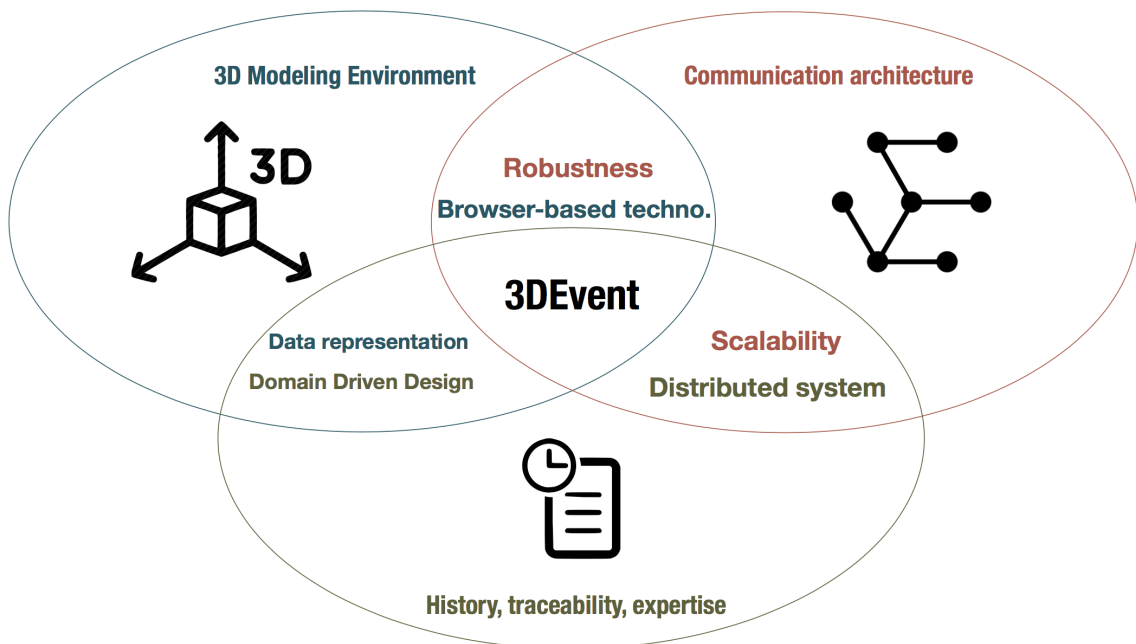 3D Modeling Environment
Communication architecture
3D
Robustness
Browser-based techno.
3DEvent
Data representation
Domain Driven Design
Scalability
Distributed system
History, traceability, expertise